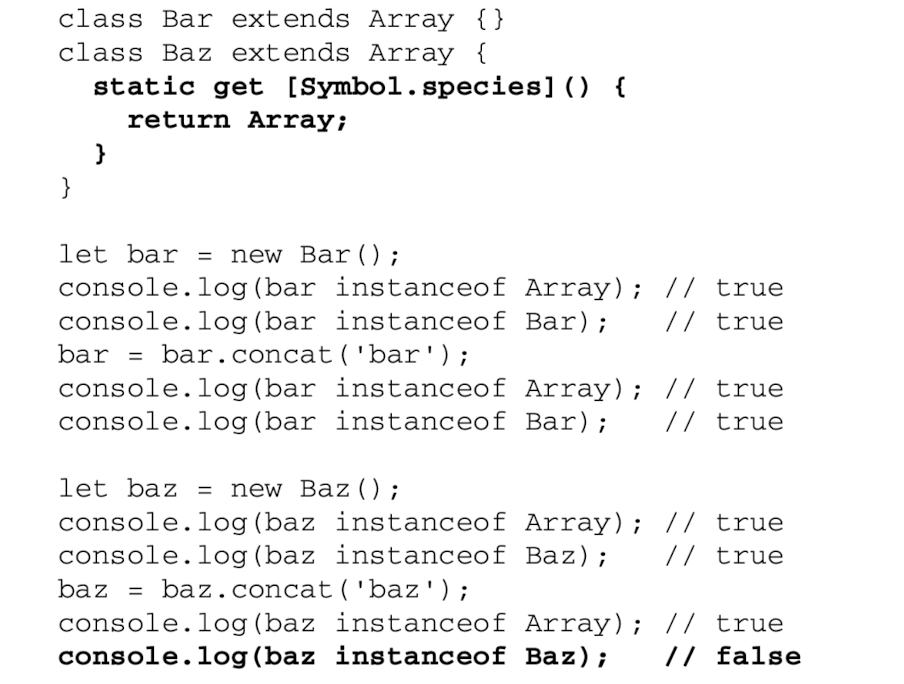 class Bar extends Array {}
class Baz extends Array {
  static get [Symbol.species]() {
    return Array;
  }
}

let bar = new Bar();
console.log(bar instanceof Array); // true
console.log(bar instanceof Bar);   // true
bar = bar.concat('bar');
console.log(bar instanceof Array); // true
console.log(bar instanceof Bar);   // true

let baz = new Baz();
console.log(baz instanceof Array); // true
console.log(baz instanceof Baz);   // true
baz = baz.concat('baz');
console.log(baz instanceof Array); // true
console.log(baz instanceof Baz);   // false